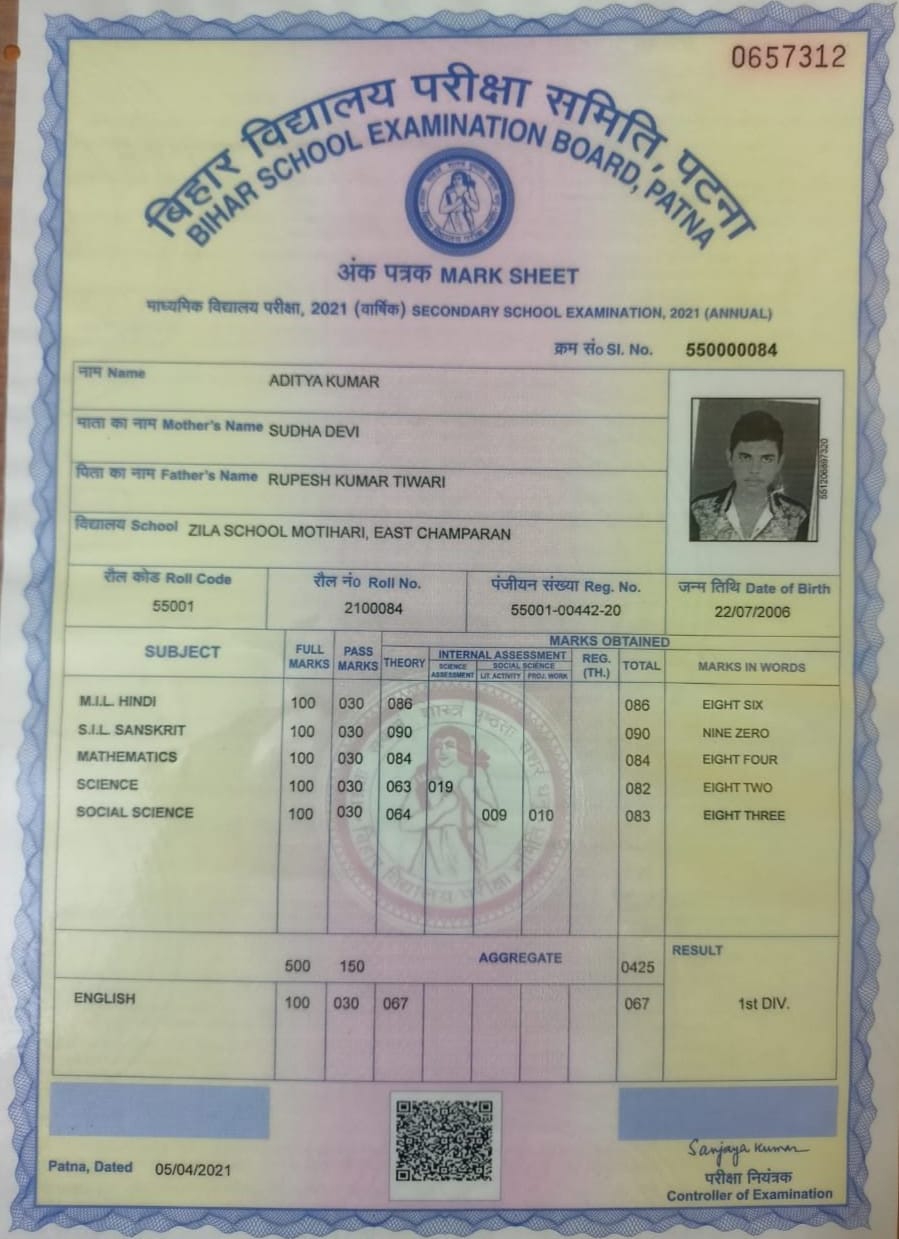 0657312
बिहार विद्यालय परीक्षा समिति, पटना
BIHAR SCHOOL EXAMINATION BOARD, PATNA
अंक पत्रक MARK SHEET
माध्यमिक विद्यालय परीक्षा, 2021 (वार्षिक) SECONDARY SCHOOL EXAMINATION, 2021 (ANNUAL)
क्रम सं० Sl. No. 550000084
नाम Name ADITYA KUMAR
माता का नाम Mother's Name SUDHA DEVI
पिता का नाम Father's Name RUPESH KUMAR TIWARI
551206897320
विद्यालय School ZILA SCHOOL MOTIHARI, EAST CHAMPARAN
रौल कोड Roll Code रौल नं0 Roll No. पंजीयन संख्या Reg. No. जन्म तिथि Date of Birth
55001 2100084 55001-00442-20 22/07/2006
SUBJECT FULL MARKS PASS MARKS MARKS OBTAINED
THEORY INTERNAL ASSESSMENT REG. (TH.) TOTAL MARKS IN WORDS
SCIENCE ASSESSMENT SOCIAL SCIENCE
LIT. ACTIVITY PROJ. WORK
M.I.L. HINDI 100 030 086 086 EIGHT SIX
S.I.L. SANSKRIT 100 030 090 090 NINE ZERO
MATHEMATICS 100 030 084 084 EIGHT FOUR
SCIENCE 100 030 063 019 082 EIGHT TWO
SOCIAL SCIENCE 100 030 064 009 010 083 EIGHT THREE
500 150 AGGREGATE 0425 RESULT
ENGLISH 100 030 067 067 1st DIV.
Sanjaya Kumar
Patna, Dated 05/04/2021
परीक्षा नियंत्रक
Controller of Examination